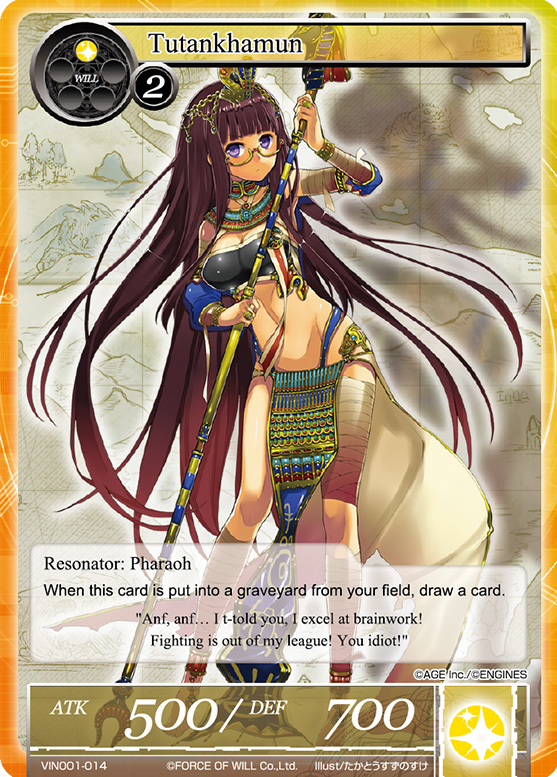 Tutankhamun
WILL
2
Resonator: Pharaoh
When this card is put into a graveyard from your field, draw a card.
"Anf, anf… I t-told you, I excel at brainwork!
Fighting is out of my league! You idiot!"
©AGE Inc./©ENGINES
ATK 500/ DEF 700
VIN001-014 ©FORCE OF WILL Co.,Ltd. Illust/たかとうすずのすけ